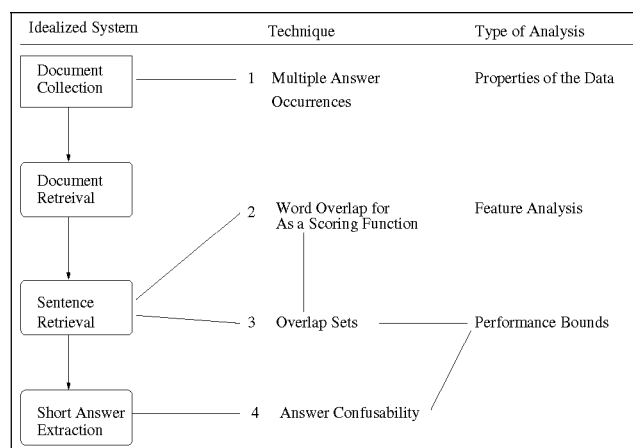 Idealized System Technique Type of Analysis
Document
Collection
1 Multiple Answer
Occurrences
Properties of the Data
Document
Retreival
2 Word Overlap for
As a Scoring Function
Feature Analysis
Sentence
Retrieval
3 Overlap Sets
Performance Bounds
Short Answer
Extraction
4 Answer Confusability